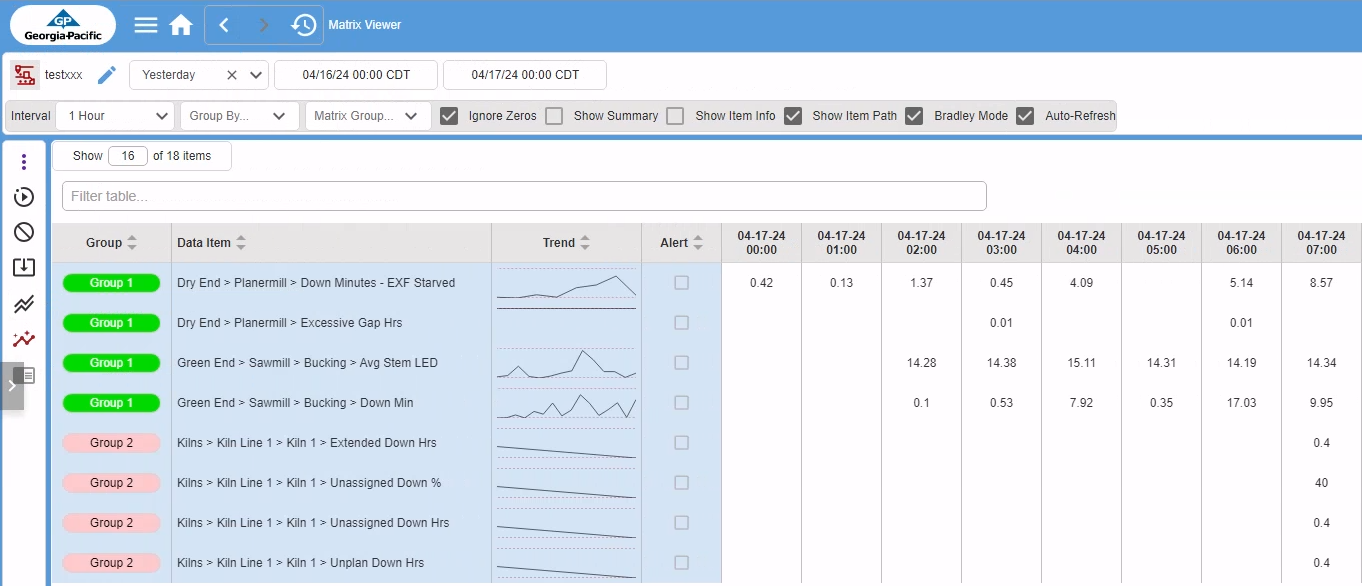 GP
Georgia-Pacific
Matrix Viewer
testxxx Yesterday 04/16/24 00:00 CDT 04/17/24 00:00 CDT
Interval 1 Hour Group By... Matrix Group... Ignore Zeros Show Summary Show Item Info Show Item Path Bradley Mode Auto-Refresh
Show 16 of 18 items
Filter table...
Group Data Item Trend Alert 04-17-24 00:00 04-17-24 01:00 04-17-24 02:00 04-17-24 03:00 04-17-24 04:00 04-17-24 05:00 04-17-24 06:00 04-17-24 07:00
Group 1 Dry End > Planermill > Down Minutes - EXF Starved 0.42 0.13 1.37 0.45 4.09 5.14 8.57
Group 1 Dry End > Planermill > Excessive Gap Hrs 0.01 0.01
Group 1 Green End > Sawmill > Bucking > Avg Stem LED 14.28 14.38 15.11 14.31 14.19 14.34
Group 1 Green End > Sawmill > Bucking > Down Min 0.1 0.53 7.92 0.35 17.03 9.95
Group 2 Kilns > Kiln Line 1 > Kiln 1 > Extended Down Hrs 0.4
Group 2 Kilns > Kiln Line 1 > Kiln 1 > Unassigned Down % 40
Group 2 Kilns > Kiln Line 1 > Kiln 1 > Unassigned Down Hrs 0.4
Group 2 Kilns > Kiln Line 1 > Kiln 1 > Unplan Down Hrs 0.4